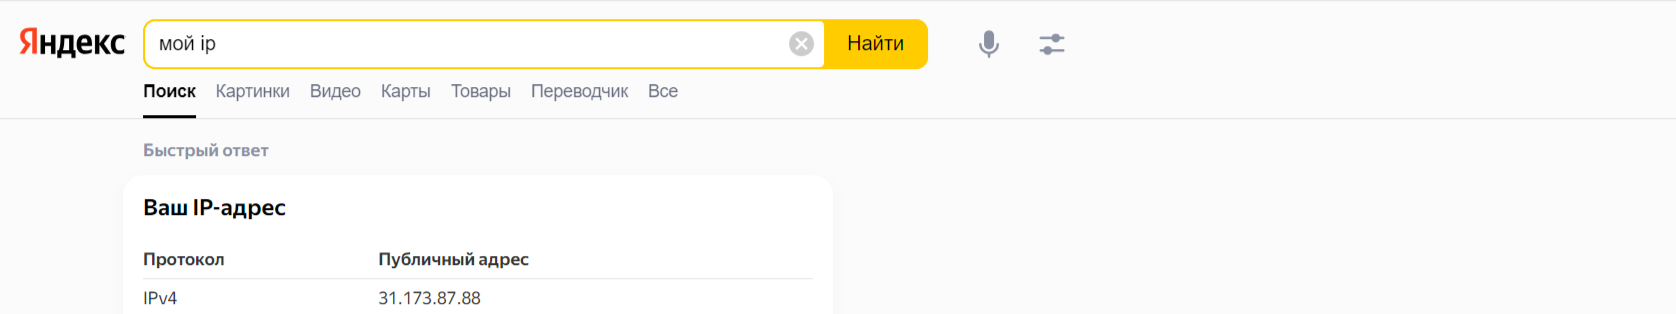 Яндекс мой ip Найти
Поиск Картинки Видео Карты Товары Переводчик Все
Быстрый ответ
Ваш IP-адрес
Протокол Публичный адрес
IPv4 31.173.87.88